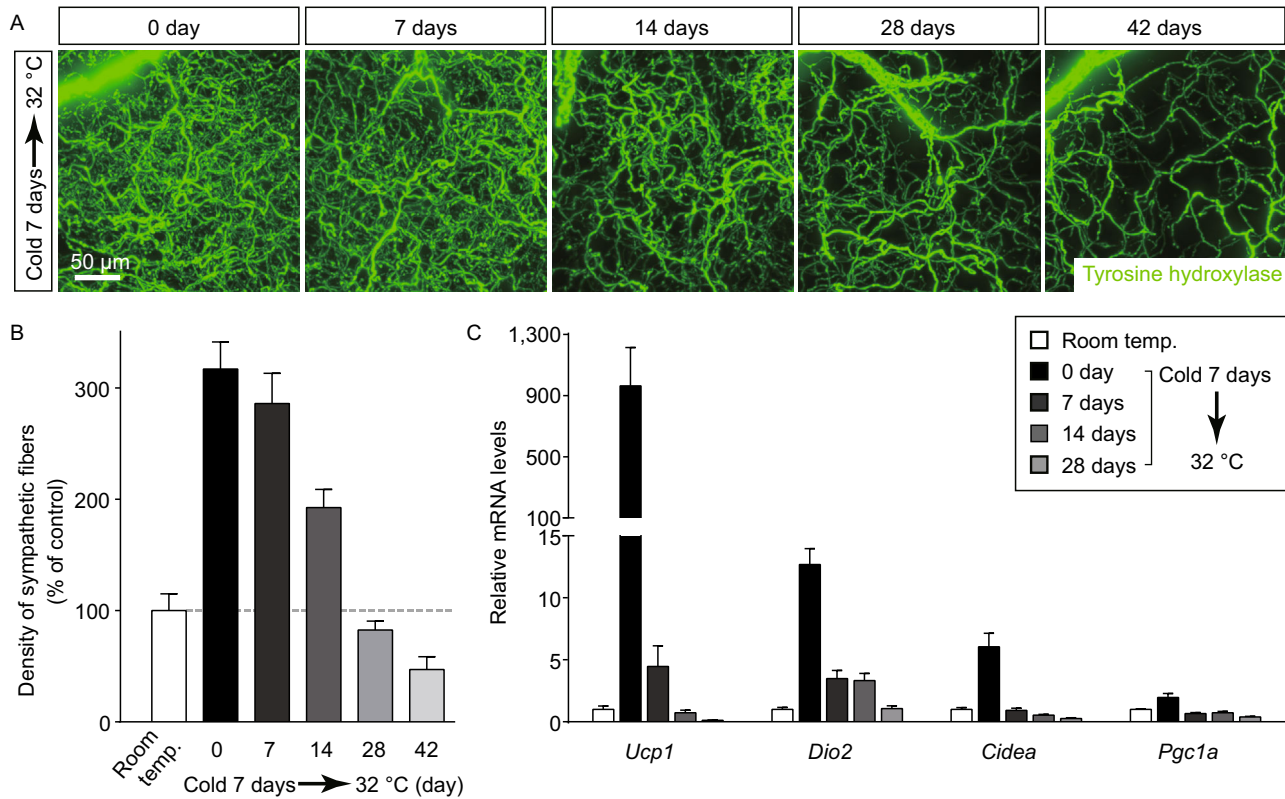 A
0 day
7 days
14 days
28 days
42 days
Cold 7 days → 32 °C
50 µm
Tyrosine hydroxylase
B
Density of sympathetic fibers
(% of control)
300
200
100
0
Room
temp.
0
7
14
28
42
Cold 7 days → 32 °C (day)
C
Relative mRNA levels
1,300
900
500
100
15
10
5
0
Ucp1
Dio2
Cidea
Pgc1a
Room temp.
0 day
7 days
14 days
28 days
Cold 7 days
32 °C